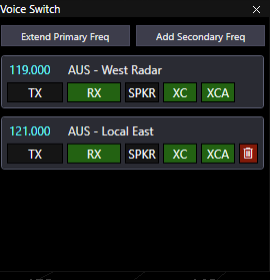 Voice Switch
Extend Primary Freq Add Secondary Freq
119.000 AUS - West Radar
TX RX SPKR XC XCA
121.000 AUS - Local East
TX RX SPKR XC XCA